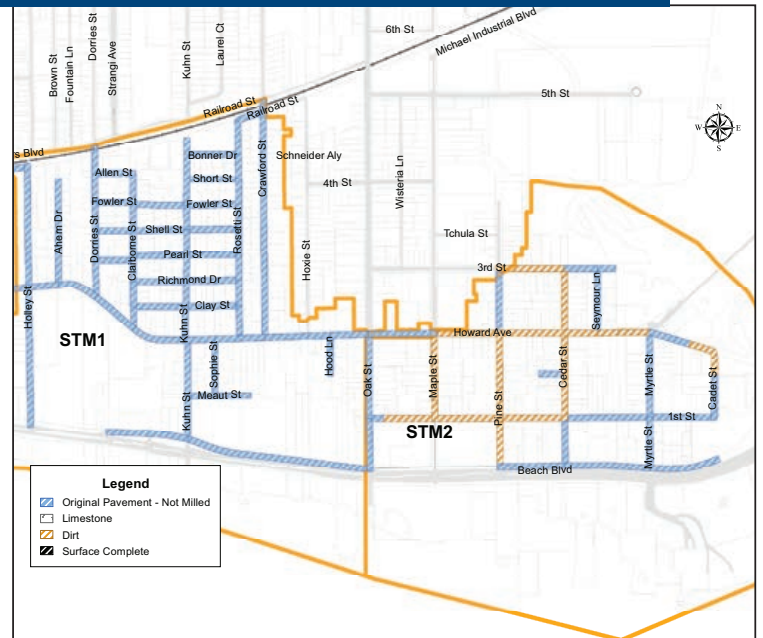 6th St
Michael Industrial Blvd
Brown St
Fountain Ln
Dorries St
Strangi Ave
Kuhn St
Laurel Ct
5th St
Railroad St
Railroad St
N
W
E
S
s Blvd
Bonner Dr
Schneider Aly
Allen St
Short St
4th St
Crawford St
Wisteria Ln
Fowler St
Fowler St
Ahern Dr
Dorries St
Claiborne St
Shell St
Rosetti St
Tchula St
Pearl St
Hoxie St
3rd St
Richmond Dr
Seymour Ln
Holley St
Kuhn St
Clay St
Howard Ave
STM1
Sophie St
Hood Ln
Oak St
Maple St
Cedar St
Myrtle St
Cadet St
Meaut St
Kuhn St
Pine St
1st St
STM2
Myrtle St
Beach Blvd
Legend
Original Pavement - Not Milled
Limestone
Dirt
Surface Complete